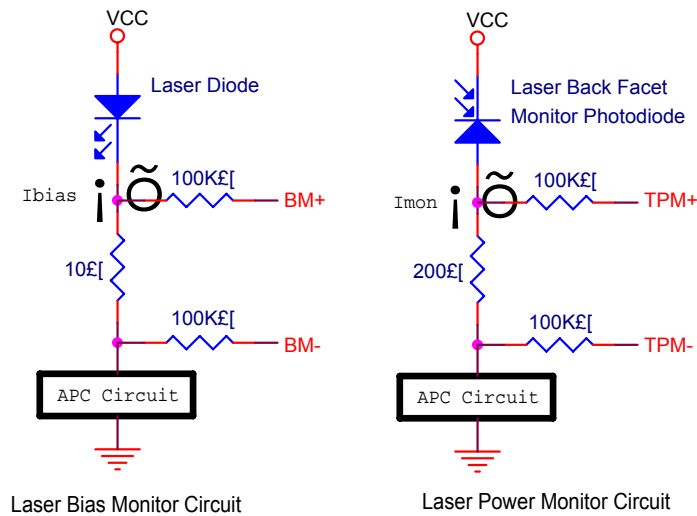 VCC
Laser Diode
Ibias
¡õ
100K£[
BM+
10£[
100K£[
BM-
APC Circuit
Laser Bias Monitor Circuit
VCC
Laser Back Facet
Monitor Photodiode
Imon
¡õ
100K£[
TPM+
200£[
100K£[
TPM-
APC Circuit
Laser Power Monitor Circuit